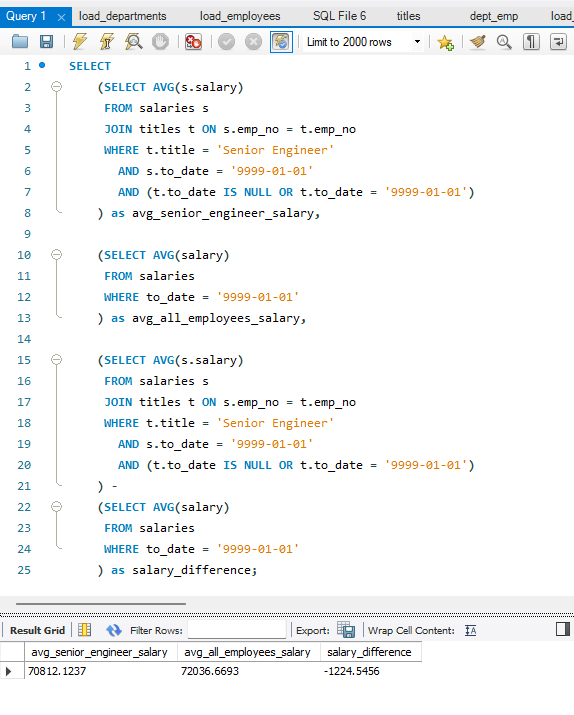 Query 1 × load_departments load_employees SQL File 6 titles dept_emp load_
Limit to 2000 rows
1 SELECT
2 (SELECT AVG(s.salary)
3 FROM salaries s
4 JOIN titles t ON s.emp_no = t.emp_no
5 WHERE t.title = 'Senior Engineer'
6 AND s.to_date = '9999-01-01'
7 AND (t.to_date IS NULL OR t.to_date = '9999-01-01')
8 ) as avg_senior_engineer_salary,
9
10 (SELECT AVG(salary)
11 FROM salaries
12 WHERE to_date = '9999-01-01'
13 ) as avg_all_employees_salary,
14
15 (SELECT AVG(s.salary)
16 FROM salaries s
17 JOIN titles t ON s.emp_no = t.emp_no
18 WHERE t.title = 'Senior Engineer'
19 AND s.to_date = '9999-01-01'
20 AND (t.to_date IS NULL OR t.to_date = '9999-01-01')
21 ) -
22 (SELECT AVG(salary)
23 FROM salaries
24 WHERE to_date = '9999-01-01'
25 ) as salary_difference;
Result Grid Filter Rows: Export: Wrap Cell Content:
avg_senior_engineer_salary avg_all_employees_salary salary_difference
70812.1237 72036.6693 -1224.5456